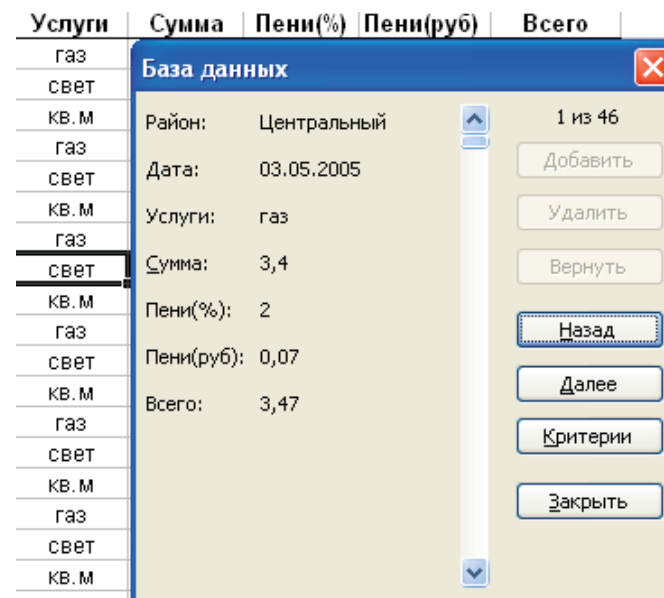 Услуги Сумма Пени(%) Пени(руб) Всего
газ
свет
кв.м
газ
свет
кв.м
газ
свет
кв.м
газ
свет
кв.м
газ
свет
кв.м
газ
свет
кв.м
База данных
Район: Центральный
Дата: 03.05.2005
Услуги: газ
Сумма: 3,4
Пени(%): 2
Пени(руб): 0,07
Всего: 3,47
1 из 46
Добавить
Удалить
Вернуть
Назад
Далее
Критерии
Закрыть